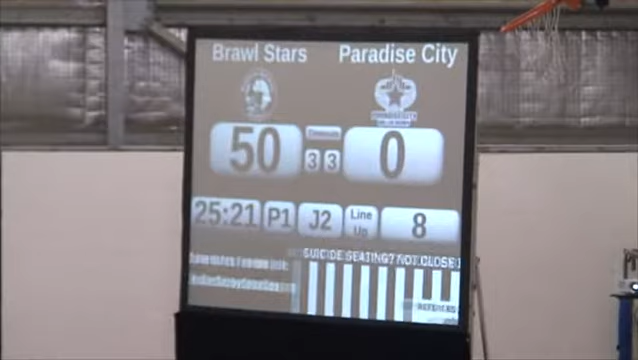 Brawl Stars Paradise City
50 Timeouts 0
3 3
25:21 P1 J2 Line Up 8
SUICIDE SEATING? NOT CLOSE
REFEREES